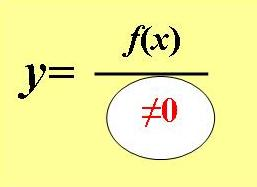 y= f(x)
≠0